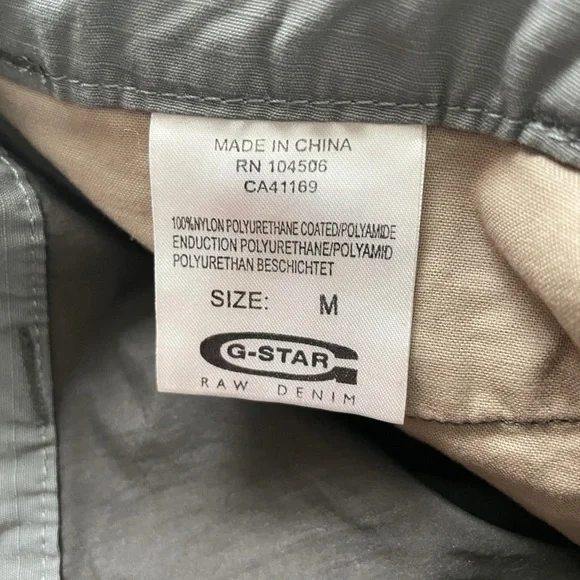 MADE IN CHINA
RN 104506
CA41169
100%NYLON POLYURETHANE COATED/POLYAMIDE
ENDUCTION POLYURETHANE/POLYAMID
POLYURETHAN BESCHICHTET
SIZE: M
G-STAR
RAW DENIM